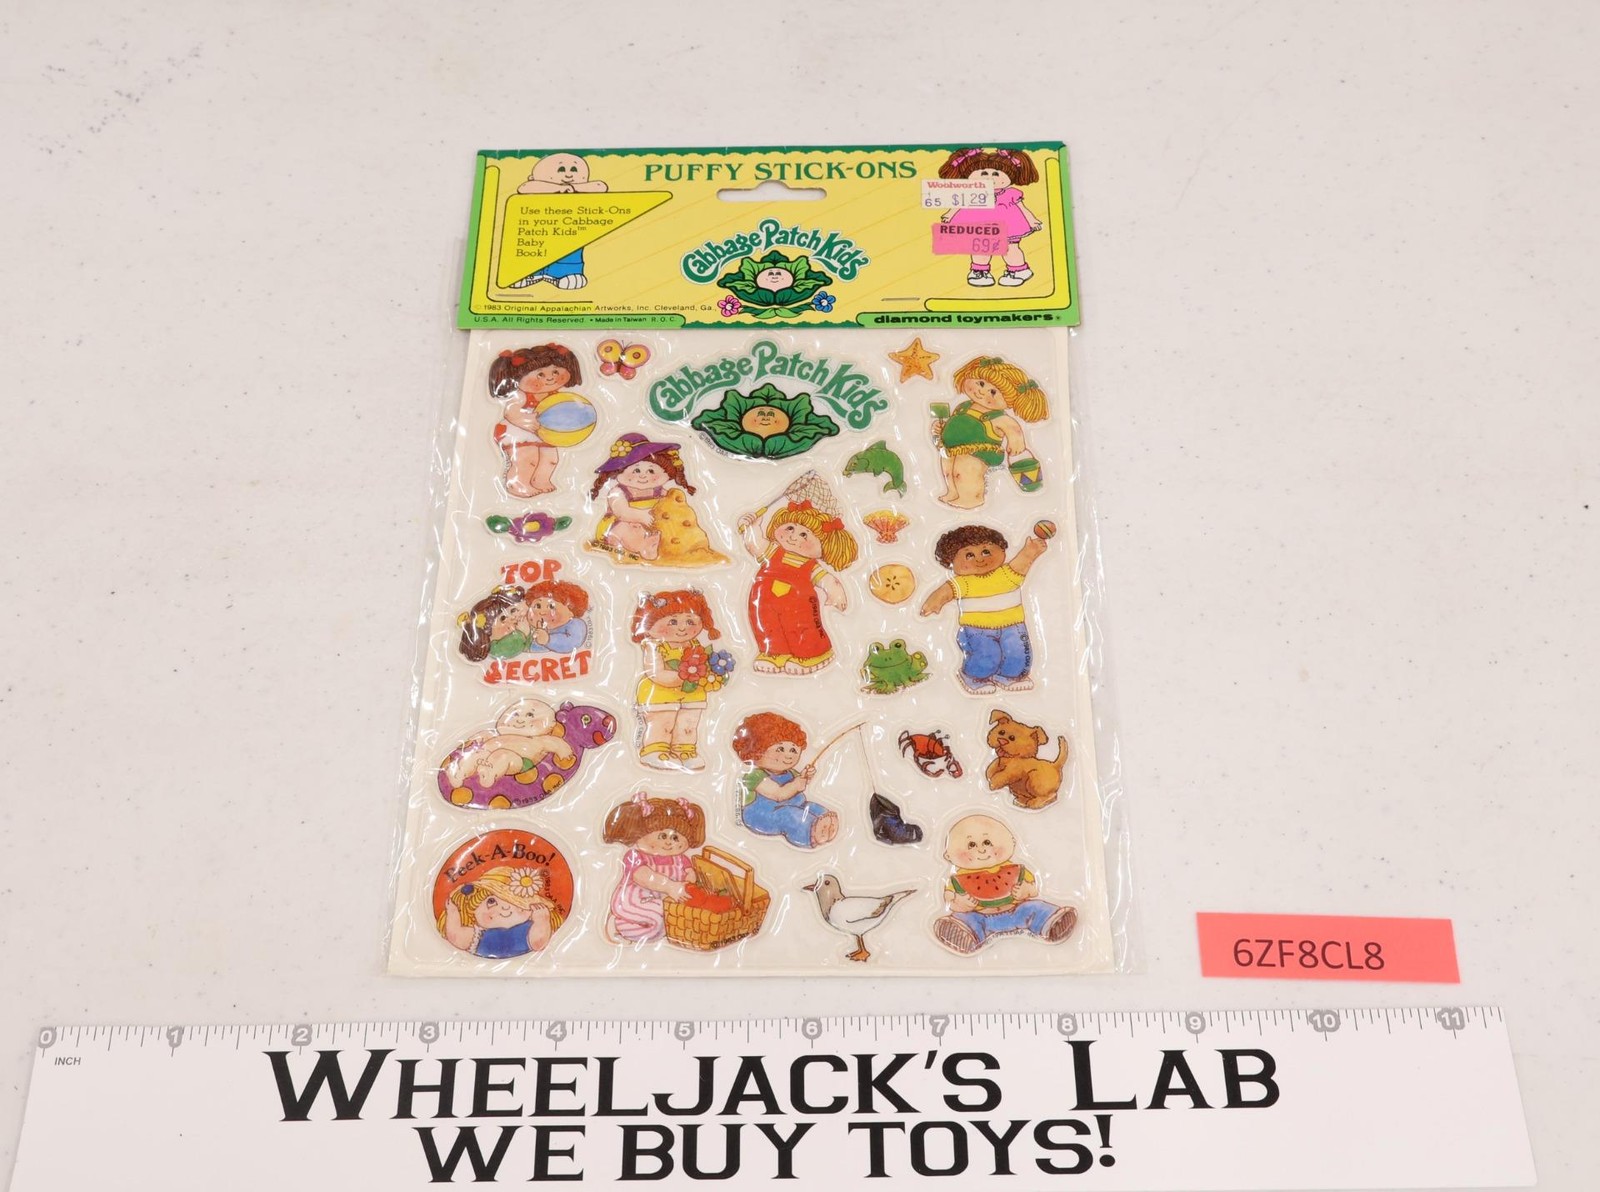 PUFFY STICK-ONS
Use these Stick-Ons
in your Cabbage
Patch Kids™
Baby
Book!
Woolworth
65 $1.29
REDUCED
69¢
Cabbage Patch Kids
© 1983 Original Appalachian Artworks, Inc. Cleveland, Ga.,
U.S.A. All Rights Reserved. • Made in Taiwan R.O.C.
diamond toymakers
Cabbage Patch Kids
TOP
SECRET
Peek-A-Boo!
6ZF8CL8
0 1 2 3 4 5 6 7 8 9 10 11
INCH
WHEELJACK'S LAB
WE BUY TOYS!